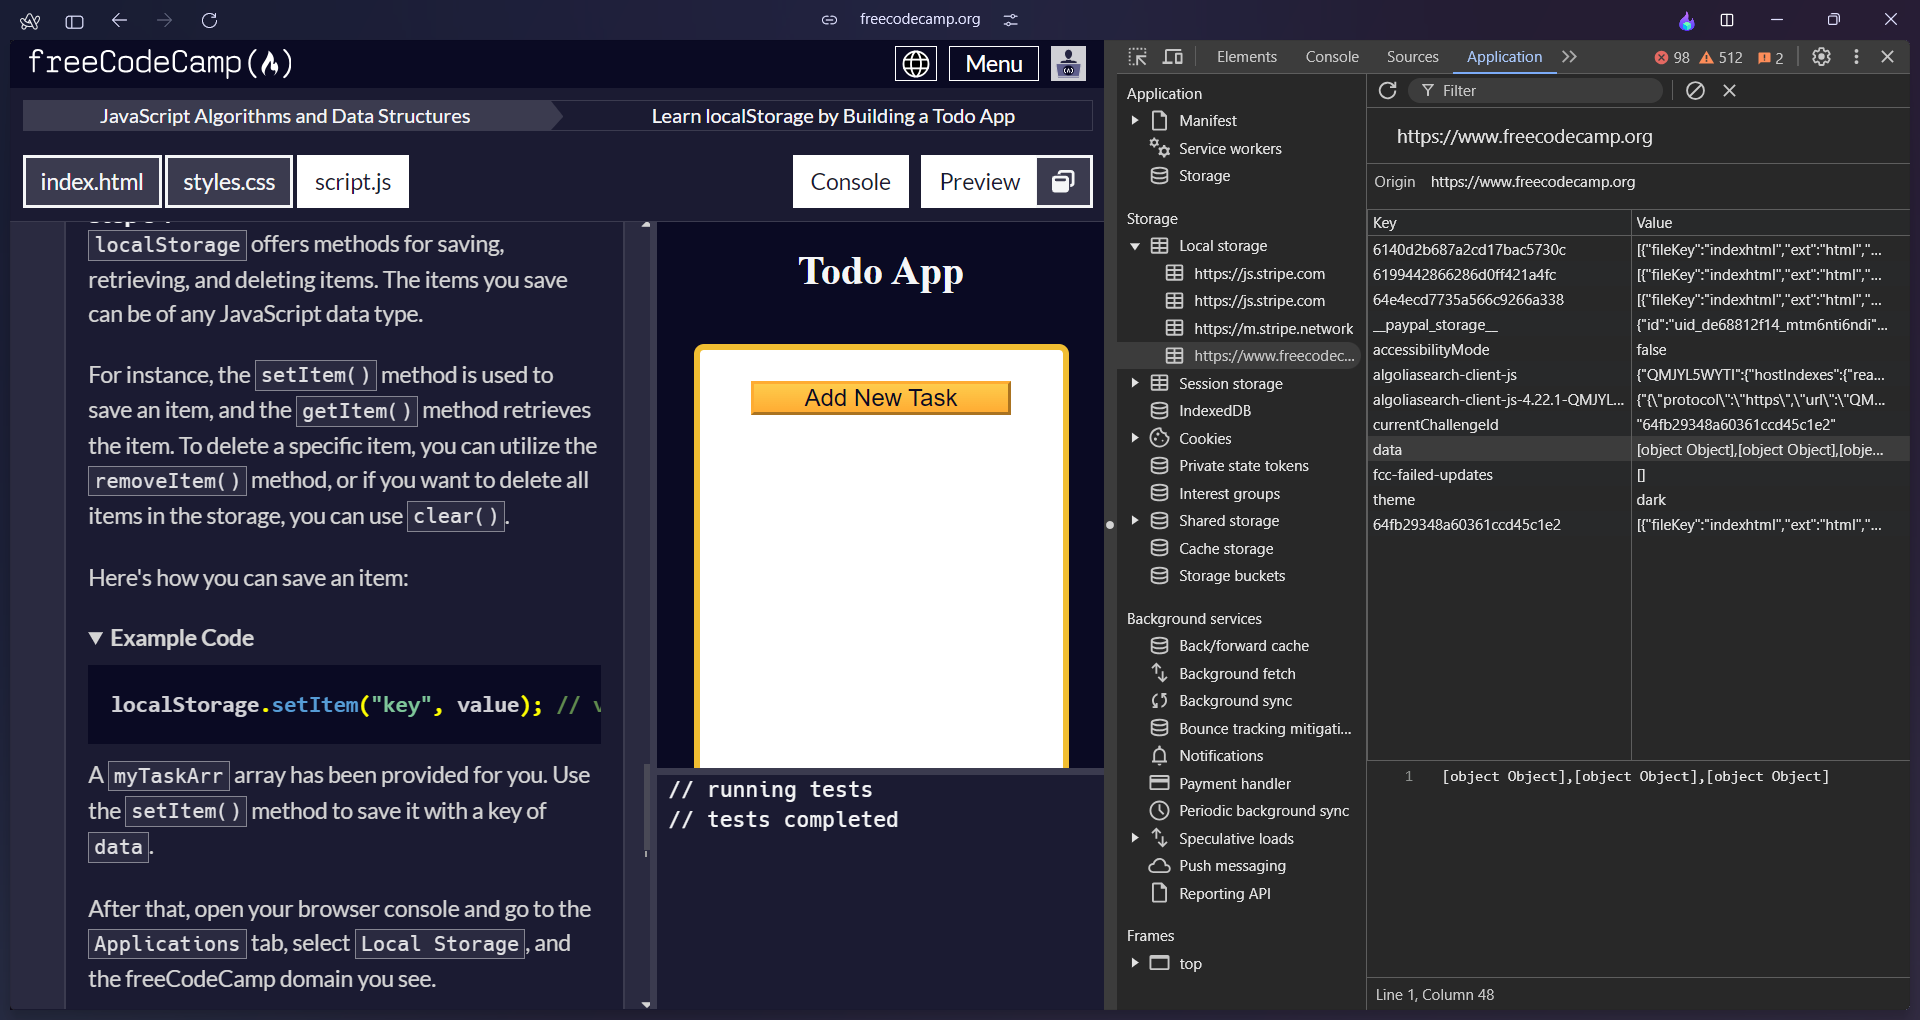 freecodecamp.org
freeCodeCamp
Menu
JavaScript Algorithms and Data Structures
Learn localStorage by Building a Todo App
index.html
styles.css
script.js
Console
Preview
localStorage offers methods for saving,
retrieving, and deleting items. The items you save
can be of any JavaScript data type.
For instance, the setItem() method is used to
save an item, and the getItem() method retrieves
the item. To delete a specific item, you can utilize the
removeItem() method, or if you want to delete all
items in the storage, you can use clear().
Here's how you can save an item:
▼ Example Code
localStorage.setItem("key", value); //
A myTaskArr array has been provided for you. Use
the setItem() method to save it with a key of
data.
After that, open your browser console and go to the
Applications tab, select Local Storage, and
the freeCodeCamp domain you see.
Todo App
Add New Task
// running tests
// tests completed
Elements
Console
Sources
Application
98
512
2
Application
Manifest
Service workers
Storage
Storage
Local storage
https://js.stripe.com
https://js.stripe.com
https://m.stripe.network
https://www.freecodec...
Session storage
IndexedDB
Cookies
Private state tokens
Interest groups
Shared storage
Cache storage
Storage buckets
Background services
Back/forward cache
Background fetch
Background sync
Bounce tracking mitigati...
Notifications
Payment handler
Periodic background sync
Speculative loads
Push messaging
Reporting API
Frames
top
Filter
https://www.freecodecamp.org
Origin https://www.freecodecamp.org
Key Value
6140d2b687a2cd17bac5730c [{"fileKey":"indexhtml","ext":"html","...
6199442866286d0ff421a4fc [{"fileKey":"indexhtml","ext":"html","...
64e4ecd7735a566c9266a338 [{"fileKey":"indexhtml","ext":"html","...
__paypal_storage__ {"id":"uid_de68812f14_mtm6nti6ndi"...
accessibilityMode false
algoliasearch-client-js {"QMJYL5WYTI":{"hostIndexes":{"rea...
algoliasearch-client-js-4.22.1-QMJYL... {"{\"protocol\":\"https\",\"url\":\"QM...
currentChallengeId "64fb29348a60361ccd45c1e2"
data [object Object],[object Object],[obje...
fcc-failed-updates []
theme dark
64fb29348a60361ccd45c1e2 [{"fileKey":"indexhtml","ext":"html","...
1 [object Object],[object Object],[object Object]
Line 1, Column 48